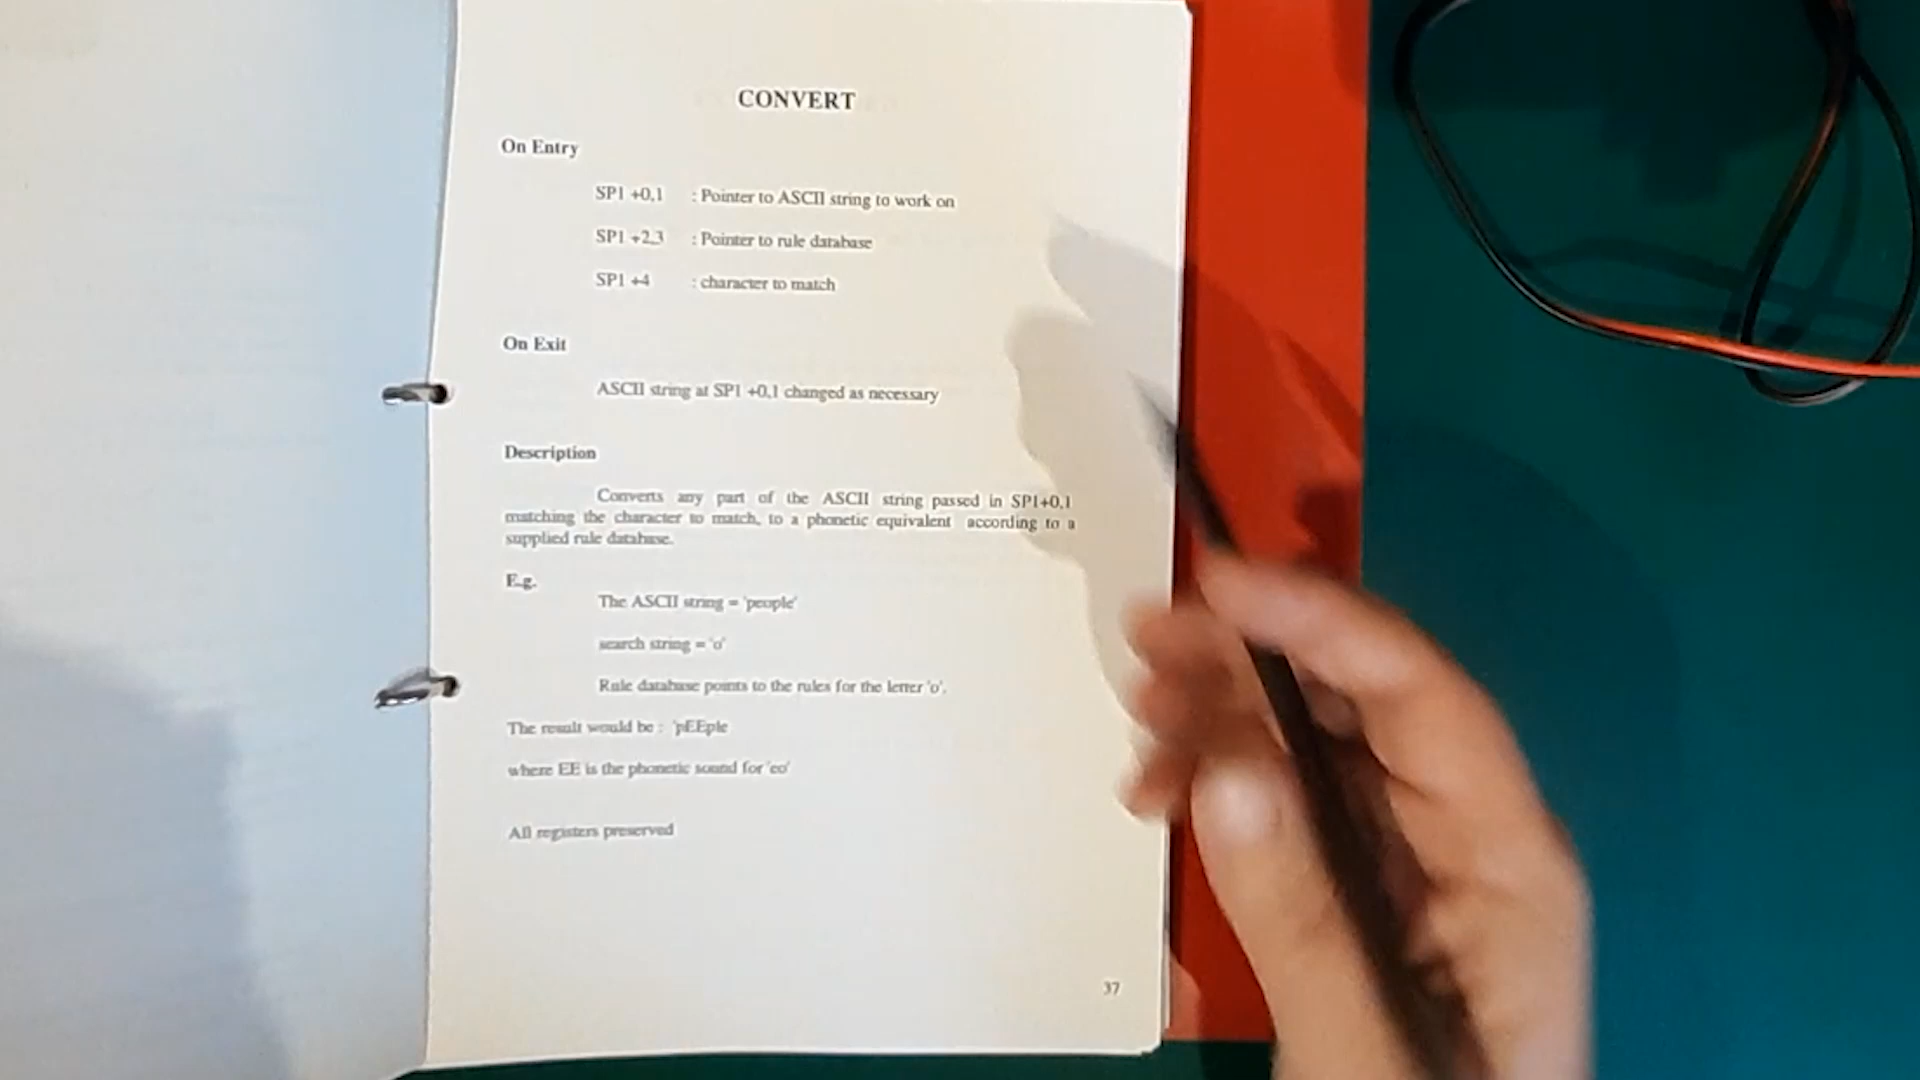 CONVERT
On Entry
SP1 +0,1 : Pointer to ASCII string to work on
SP1 +2,3 : Pointer to rule database
SP1 +4 : character to match
On Exit
ASCII string at SP1 +0,1 changed as necessary
Description
Converts any part of the ASCII string passed in SP1+0,1
matching the character to match, to a phonetic equivalent according to a
supplied rule database.
E.g.
The ASCII string = 'people'
search string = 'o'
Rule database points to the rules for the letter 'o'.
The result would be : 'pEEple
where EE is the phonetic sound for 'eo'
All registers preserved
37